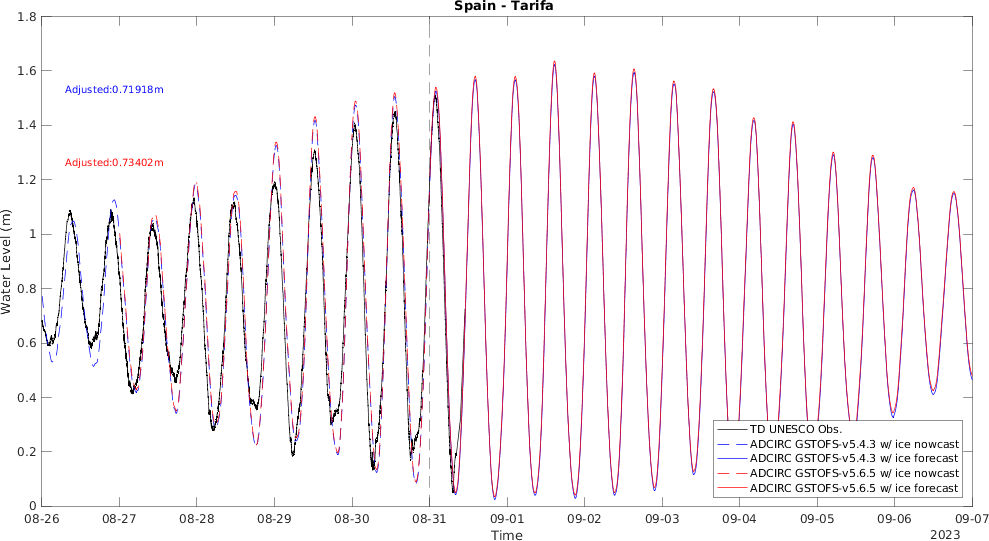 Spain - Tarifa
1.8
1.6
1.4
1.2
1
0.8
0.6
0.4
0.2
0
Water Level (m)
Adjusted:0.71918m
Adjusted:0.73402m
TD UNESCO Obs.
ADCIRC GSTOFS-v5.4.3 w/ ice nowcast
ADCIRC GSTOFS-v5.4.3 w/ ice forecast
ADCIRC GSTOFS-v5.6.5 w/ ice nowcast
ADCIRC GSTOFS-v5.6.5 w/ ice forecast
08-26 08-27 08-28 08-29 08-30 08-31 09-01 09-02 09-03 09-04 09-05 09-06 09-07
Time
2023